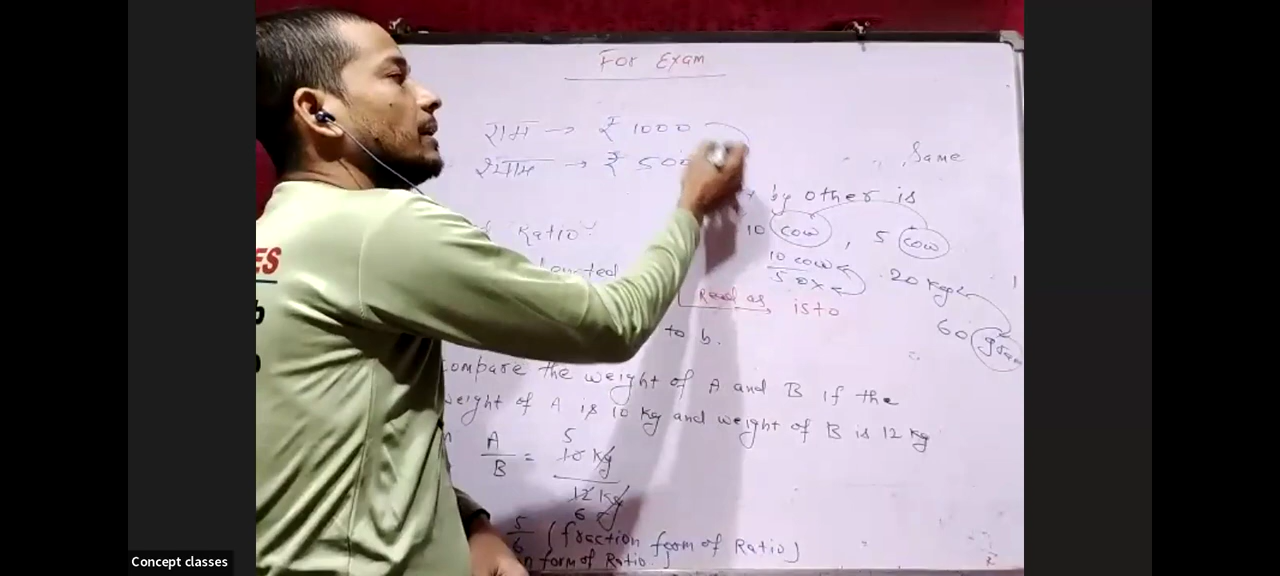 For Exam
राम → ₹ 1000
श्याम → ₹ 500
Same
by other is
Ratio
10 cow , 5 cow
10 cow
5 ox
20 kg
Read as isto
60 gram
to b.
compare the weight of A and B if the
weight of A is 10 kg and weight of B is 12 kg
A/B = 10 kg/12 kg
5
6
5/6 (fraction form of Ratio)
n form of Ratio.
ES
Concept classes